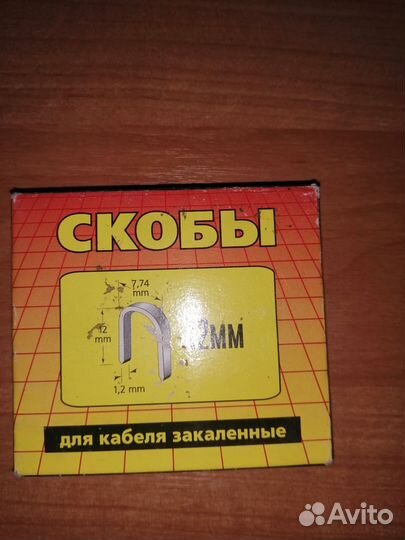 СКОБЫ
7,74
mm
12
mm
12мм
1,2 mm
для кабеля закаленные
Avito